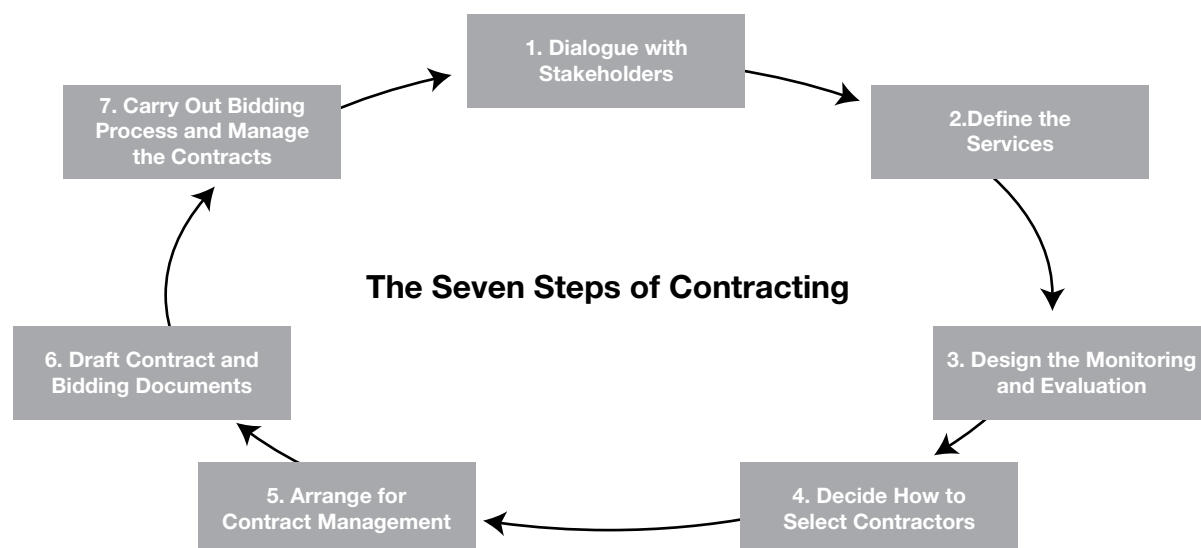 1. Dialogue with
Stakeholders
2.Define the
Services
3. Design the Monitoring
and Evaluation
4. Decide How to
Select Contractors
5. Arrange for
Contract Management
6. Draft Contract and
Bidding Documents
7. Carry Out Bidding
Process and Manage
the Contracts
The Seven Steps of Contracting